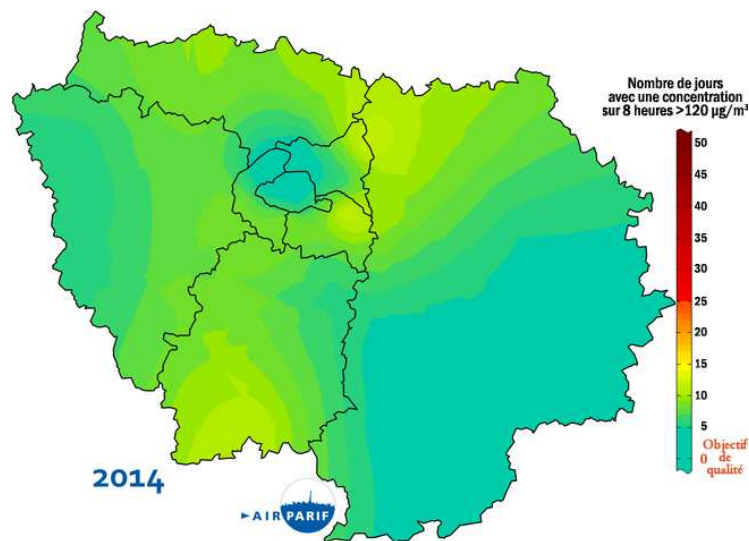 Nombre de jours
avec une concentration
sur 8 heures >120 µg/m³
50
45
40
35
30
25
20
15
10
5
0
Objectif
de
qualité
2014
AIRPARIF